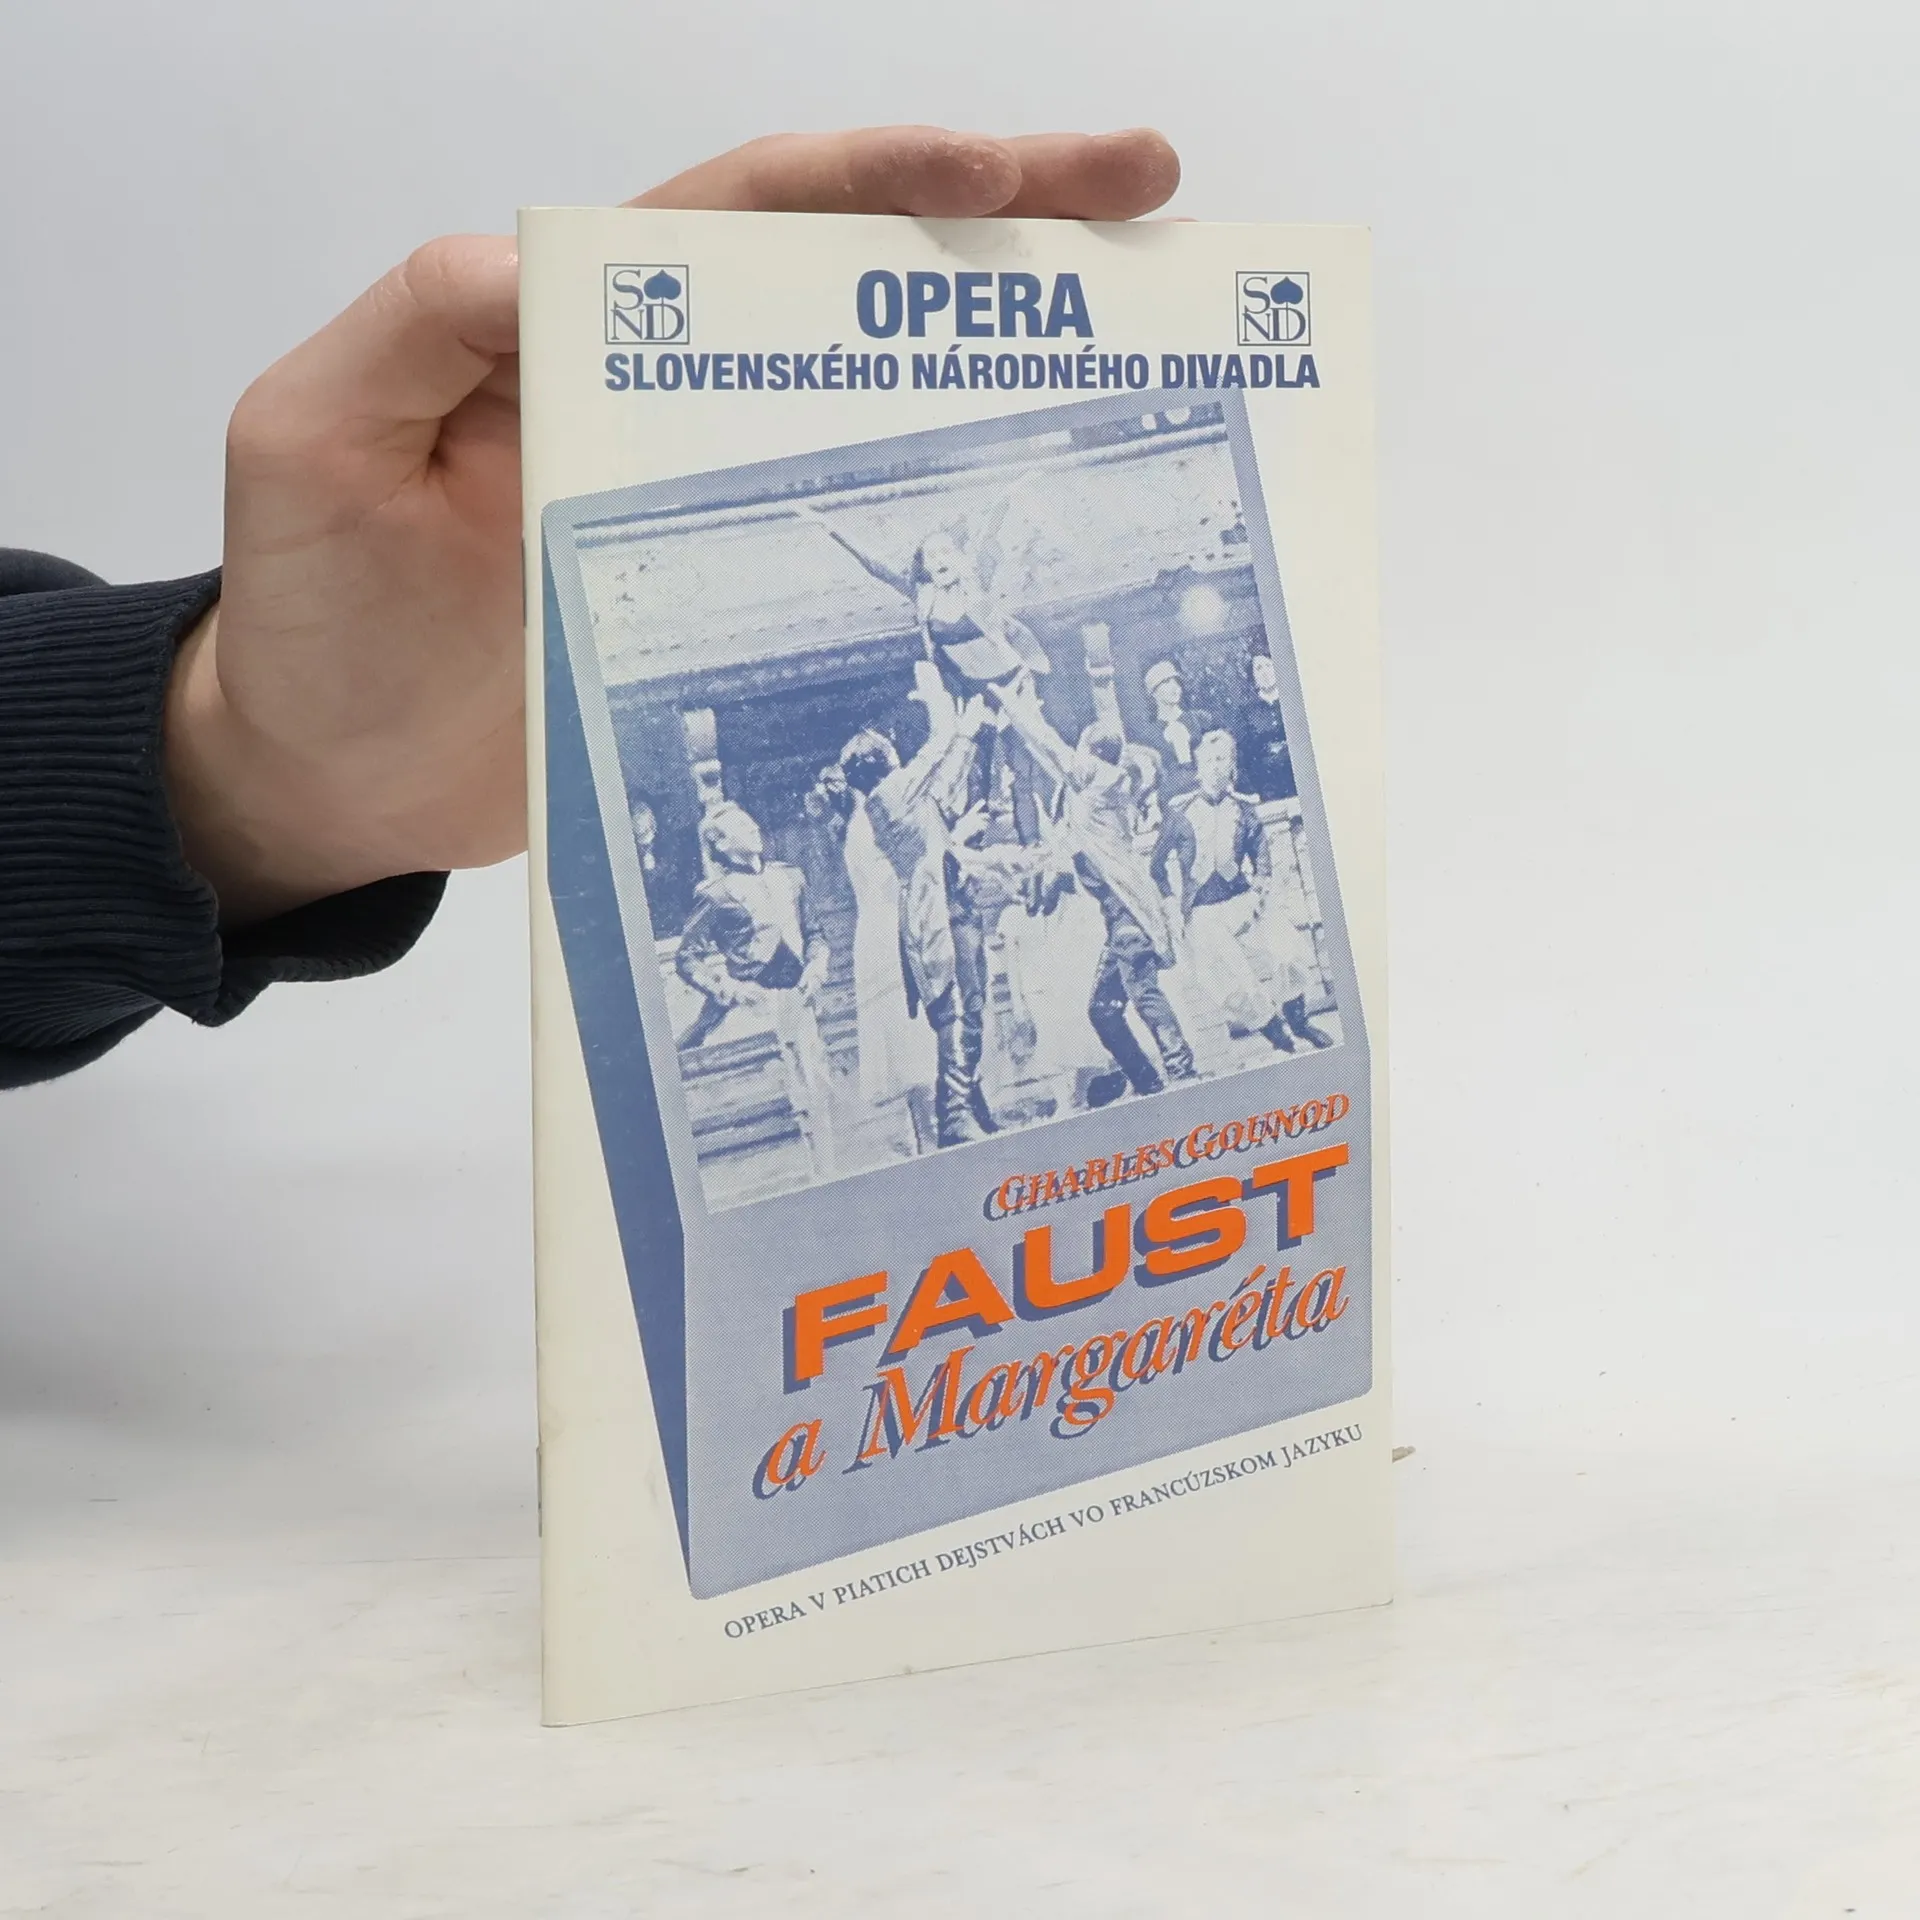 SND
OPERA
SND
SLOVENSKÉHO NÁRODNÉHO DIVADLA
CHARLES GOUNOD
FAUST
a Margaréta
OPERA V PIATICH DEJSTVÁCH VO FRANCÚZSKOM JAZYKU